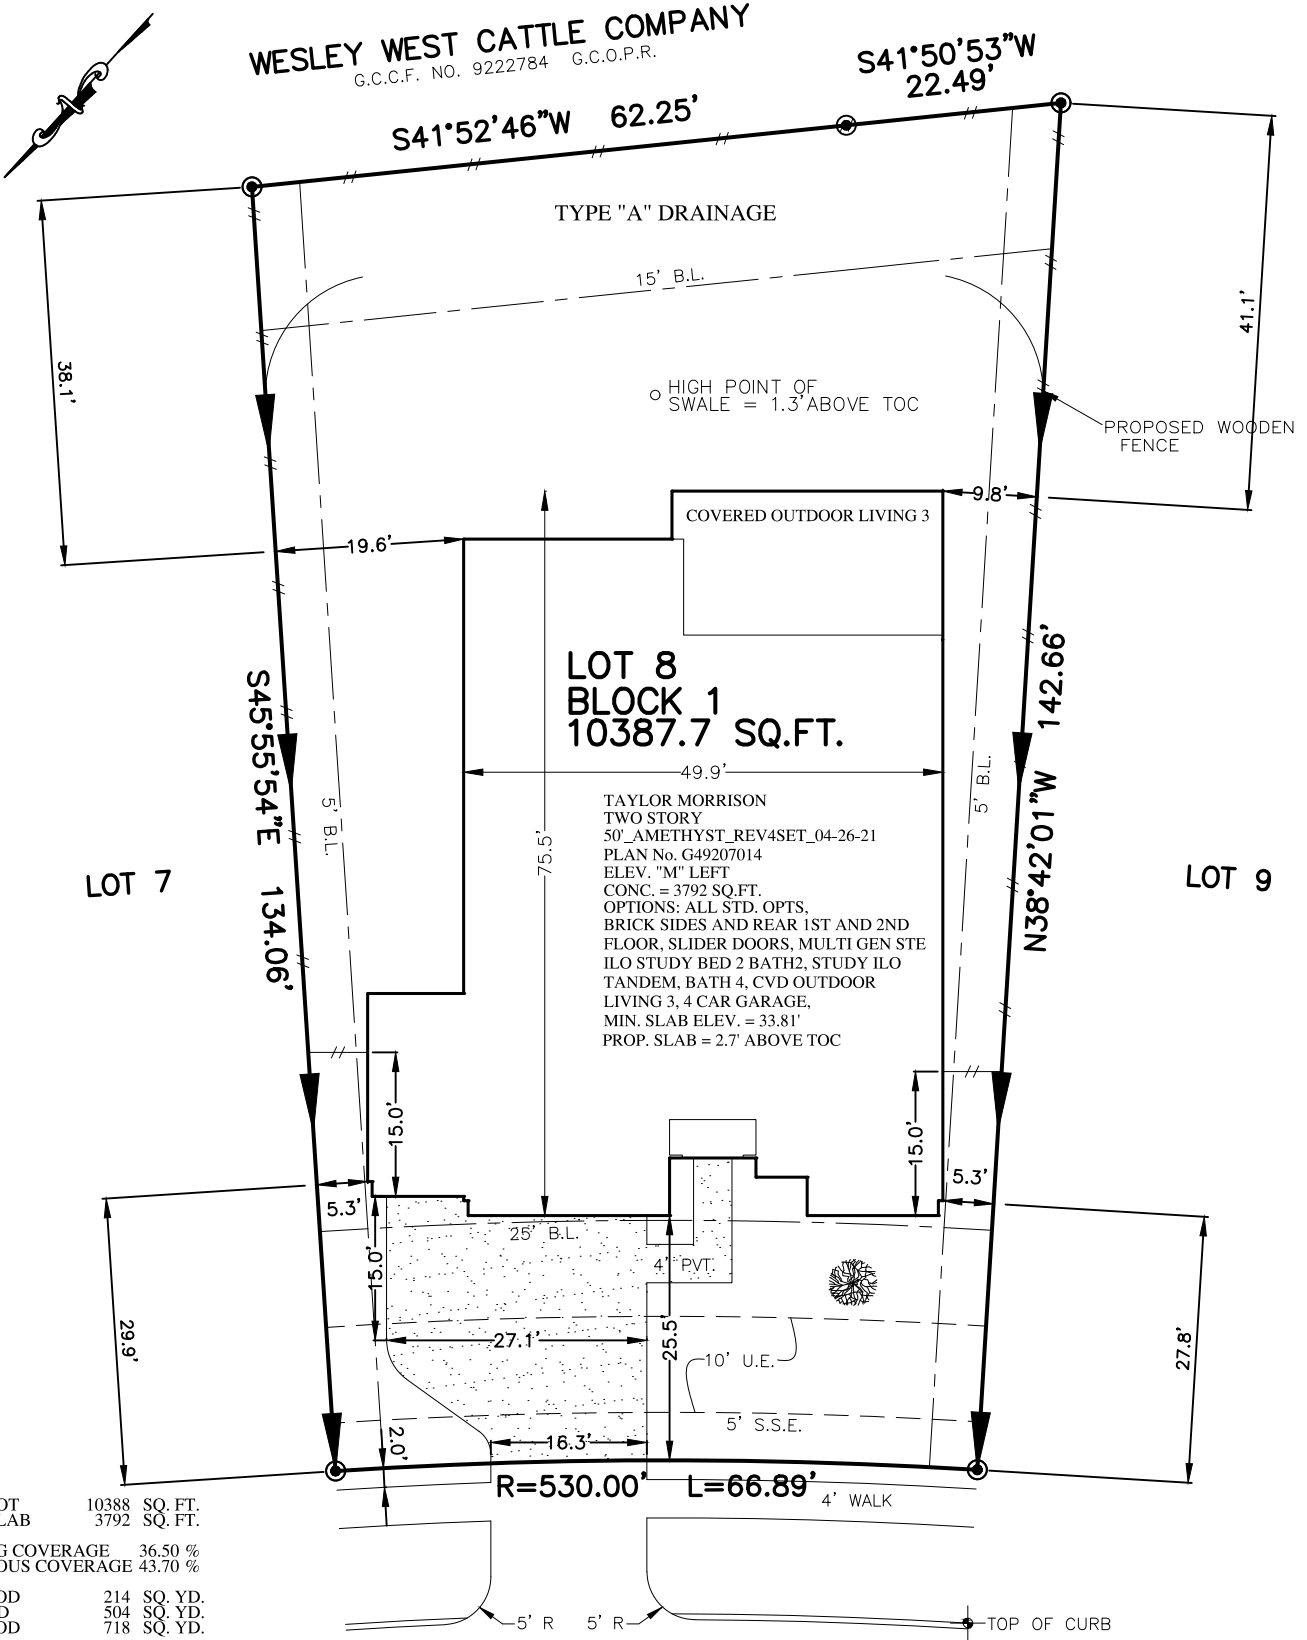 WESLEY WEST CATTLE COMPANY
G.C.C.F. NO. 9222784 G.C.O.P.R.
S41°50'53"W
22.49'
S41°52'46"W 62.25'
TYPE "A" DRAINAGE
15' B.L.
38.1'
41.1'
HIGH POINT OF
SWALE = 1.3' ABOVE TOC
PROPOSED WOODEN
FENCE
9.8'
COVERED OUTDOOR LIVING 3
19.6'
LOT 8
BLOCK 1
10387.7 SQ.FT.
S45°55'54"E 134.06'
N38°42'01"W 142.66'
5' B.L.
5' B.L.
49.9'
75.5'
TAYLOR MORRISON
TWO STORY
50'_AMETHYST_REV4SET_04-26-21
PLAN No. G49207014
ELEV. "M" LEFT
CONC. = 3792 SQ.FT.
OPTIONS: ALL STD. OPTS,
BRICK SIDES AND REAR 1ST AND 2ND
FLOOR, SLIDER DOORS, MULTI GEN STE
ILO STUDY BED 2 BATH2, STUDY ILO
TANDEM, BATH 4, CVD OUTDOOR
LIVING 3, 4 CAR GARAGE,
MIN. SLAB ELEV. = 33.81'
PROP. SLAB = 2.7' ABOVE TOC
LOT 7
LOT 9
15.0'
15.0'
5.3'
5.3'
25' B.L.
4' PVT.
15.0'
27.1'
25.5'
29.9'
27.8'
10' U.E.
5' S.S.E.
2.0'
16.3'
R=530.00' L=66.89'
4' WALK
OT 10388 SQ. FT.
LAB 3792 SQ. FT.
G COVERAGE 36.50 %
OUS COVERAGE 43.70 %
OD 214 SQ. YD.
D 504 SQ. YD.
OD 718 SQ. YD.
5' R 5' R
TOP OF CURB